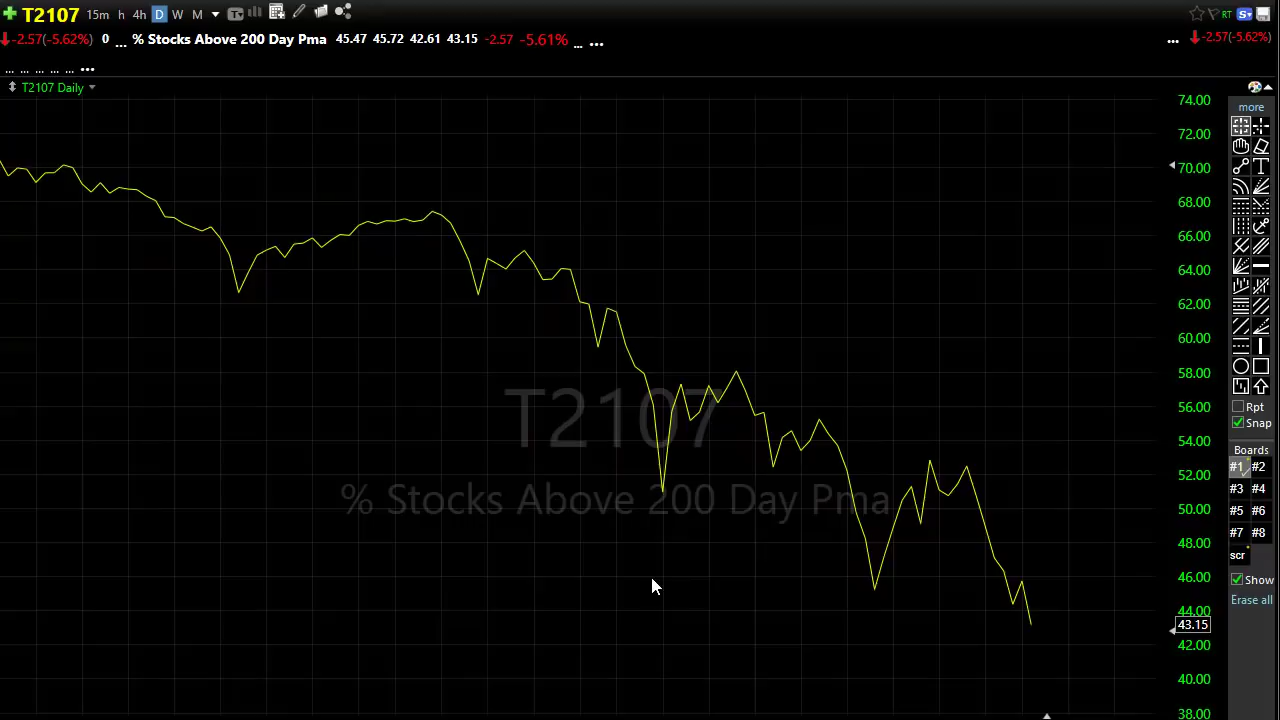 T2107 15m h 4h D W M RT S
-2.57(-5.62%) 0 ... % Stocks Above 200 Day Pma 45.47 45.72 42.61 43.15 -2.57 -5.61% ... ... ... -2.57(-5.62%)
... ... ... ... ... ...
T2107 Daily
more
74.00
72.00
70.00
68.00
66.00
64.00
62.00
60.00
58.00
56.00
54.00
52.00
50.00
48.00
46.00
44.00
43.15
42.00
40.00
38.00
T2107
% Stocks Above 200 Day Pma
T
Rpt
Snap
Boards
#1 #2
#3 #4
#5 #6
#7 #8
scr
Show
Erase all